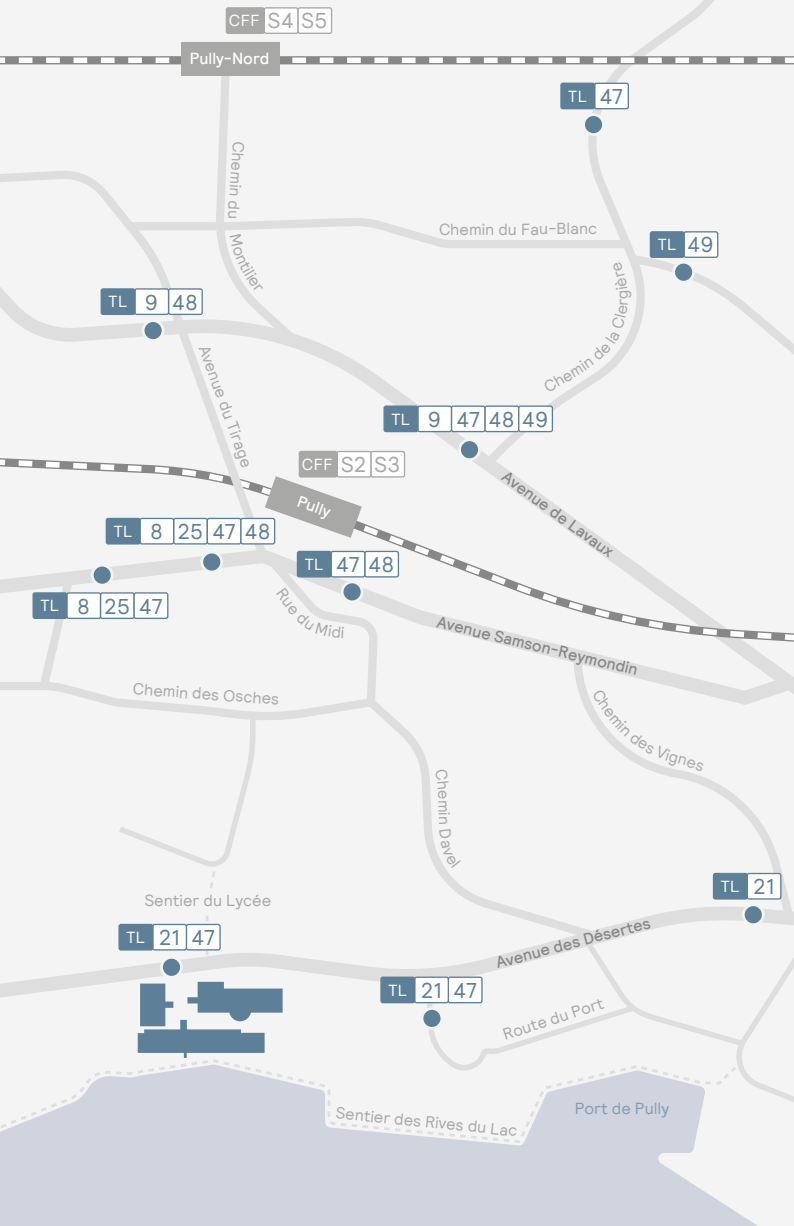 CFF S4 S5
Pully-Nord
TL 47
Chemin du Montilier
Chemin du Fau-Blanc
TL 49
Chemin de la Clergière
TL 9 48
Avenue du Tirage
TL 9 47 48 49
CFF S2 S3
Pully
Avenue de Lavaux
TL 8 25 47 48
TL 47 48
TL 8 25 47
Rue du Midi
Avenue Samson-Reymondin
Chemin des Osches
Chemin des Vignes
Chemin Davel
TL 21
Sentier du Lycée
TL 21 47
Avenue des Désertes
TL 21 47
Route du Port
Sentier des Rives du Lac
Port de Pully